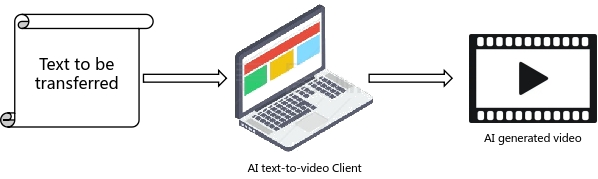 Text to be
transferred
AI text-to-video Client
AI generated video